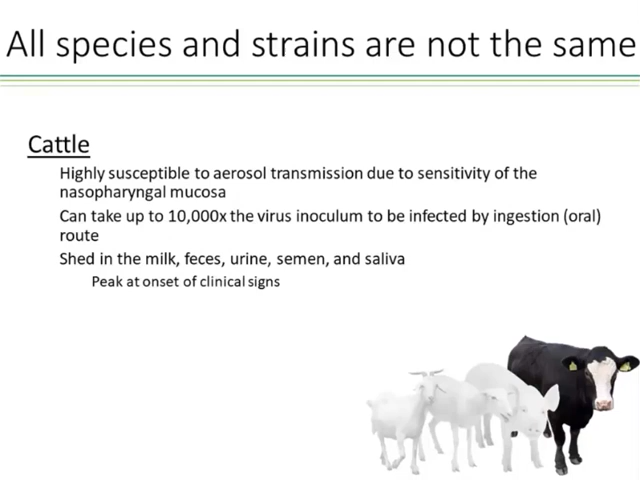 All species and strains are not the same
Cattle
Highly susceptible to aerosol transmission due to sensitivity of the
nasopharyngal mucosa
Can take up to 10,000x the virus inoculum to be infected by ingestion (oral)
route
Shed in the milk, feces, urine, semen, and saliva
Peak at onset of clinical signs